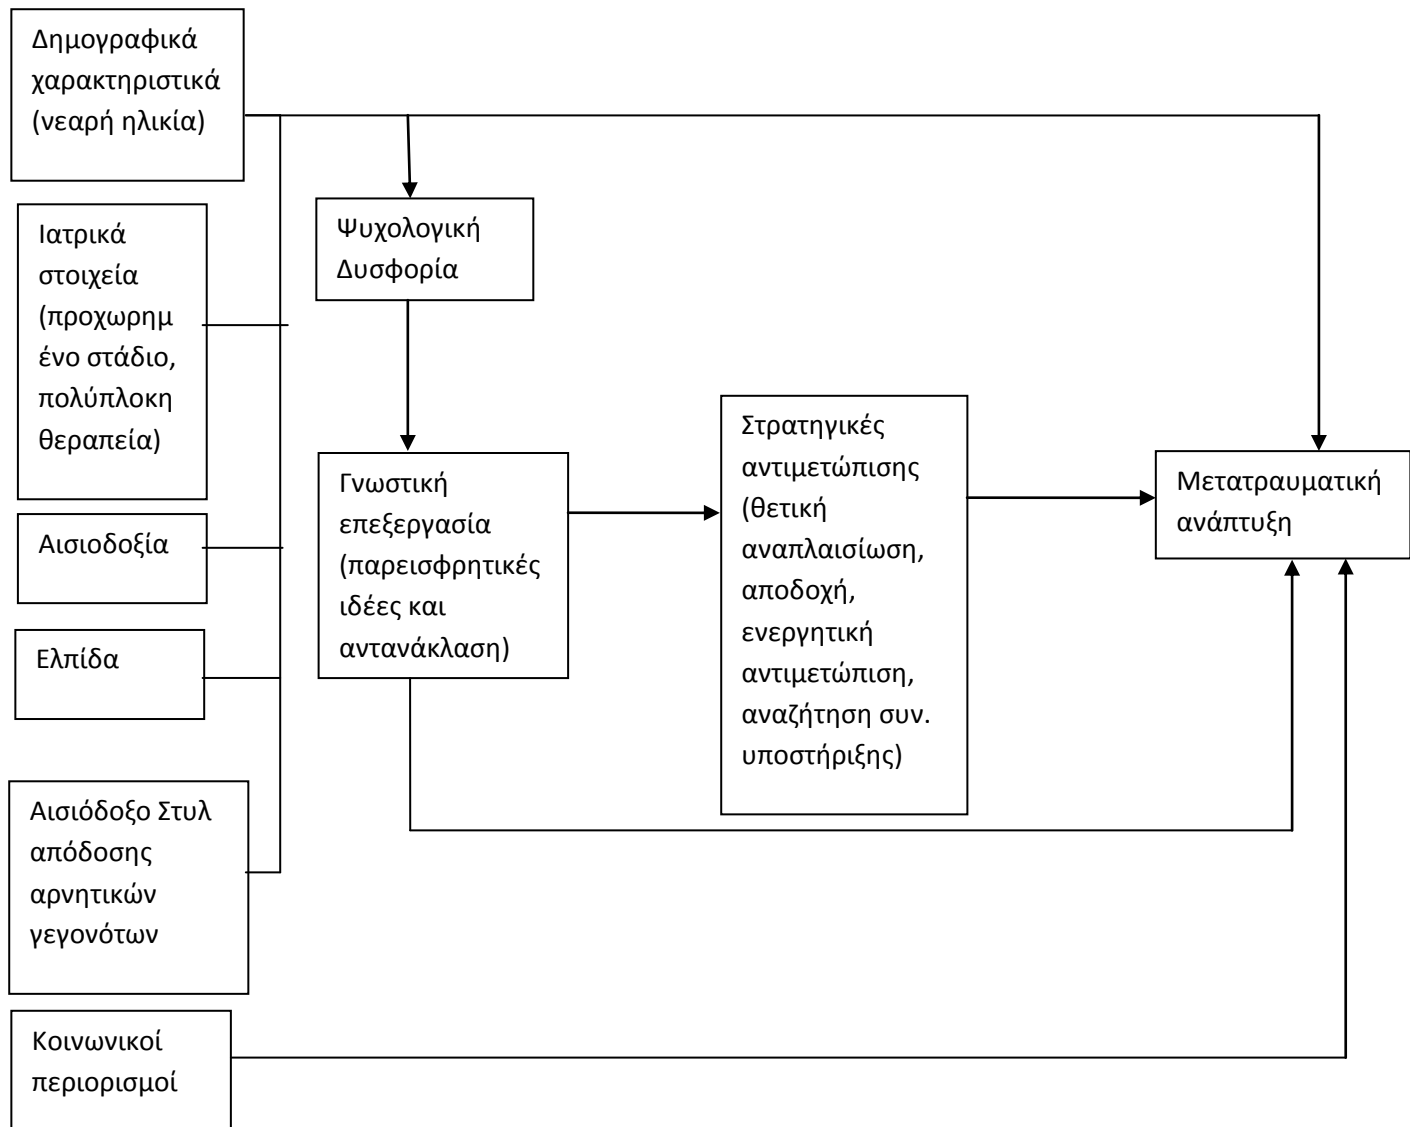 Δημογραφικά
χαρακτηριστικά
(νεαρή ηλικία)
Ιατρικά
στοιχεία
(προχωρημ
ένο στάδιο,
πολύπλοκη
θεραπεία)
Αισιοδοξία
Ελπίδα
Αισιόδοξο Στυλ
απόδοσης
αρνητικών
γεγονότων
Κοινωνικοί
περιορισμοί
Ψυχολογική
Δυσφορία
Γνωστική
επεξεργασία
(παρεισφρητικές
ιδέες και
αντανάκλαση)
Στρατηγικές
αντιμετώπισης
(θετική
αναπλαισίωση,
αποδοχή,
ενεργητική
αντιμετώπιση,
αναζήτηση συν.
υποστήριξης)
Μετατραυματική
ανάπτυξη